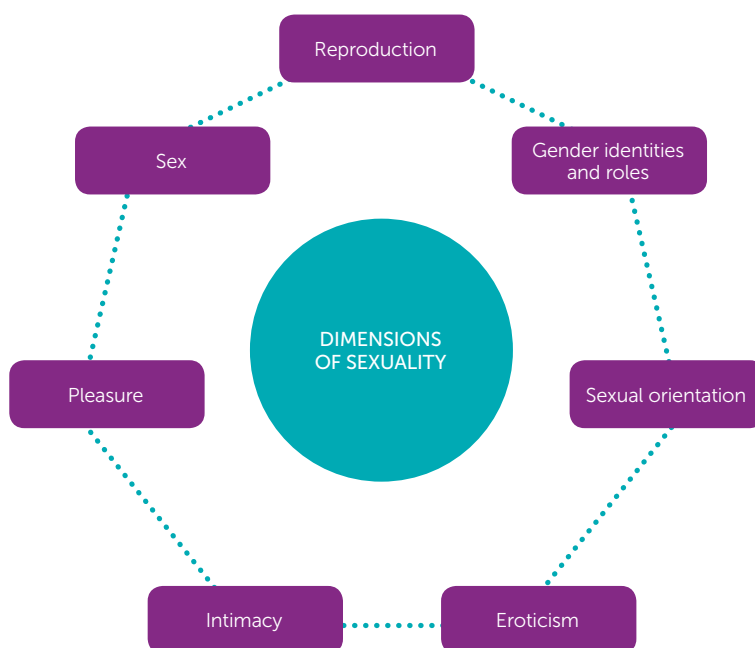 Reproduction
Sex
Gender identities
and roles
DIMENSIONS
OF SEXUALITY
Pleasure
Sexual orientation
Intimacy
Eroticism